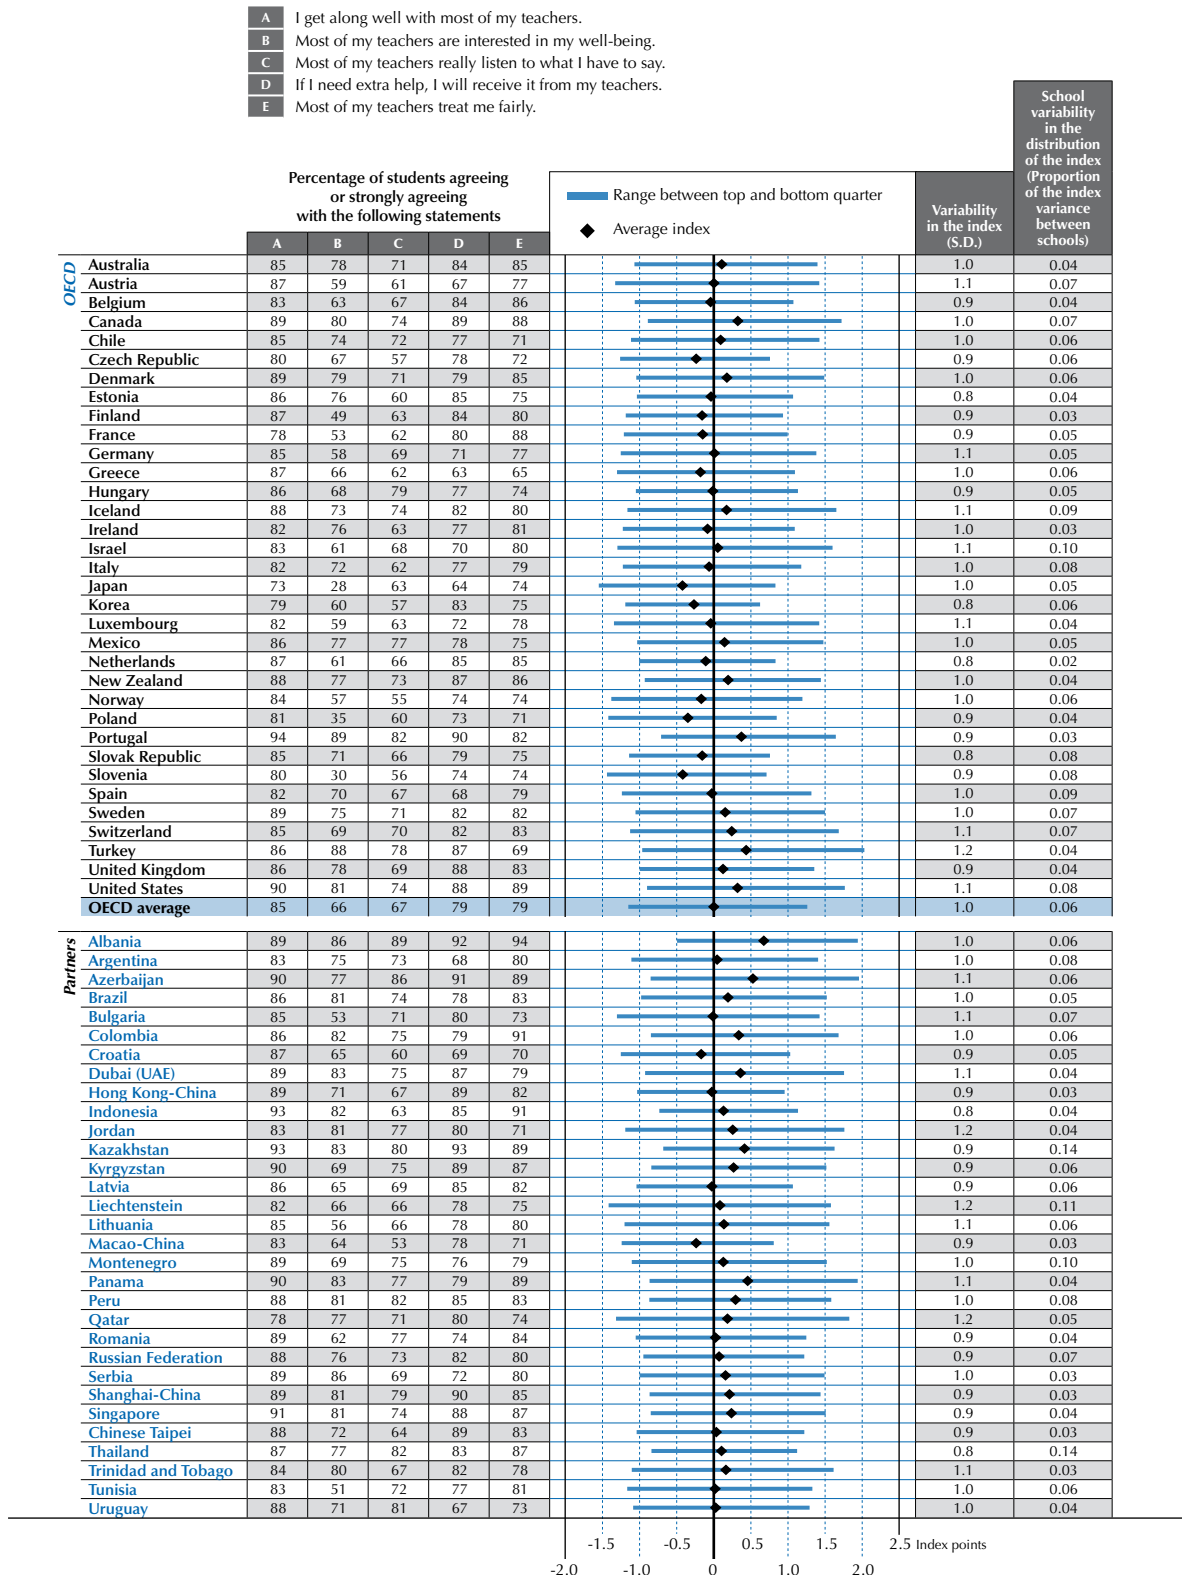 A I get along well with most of my teachers.
B Most of my teachers are interested in my well-being.
C Most of my teachers really listen to what I have to say.
D If I need extra help, I will receive it from my teachers.
E Most of my teachers treat me fairly.
Percentage of students agreeing
or strongly agreeing
with the following statements
A B C D E
Range between top and bottom quarter
Average index
Variability
in the index
(S.D.)
School
variability
in the
distribution
of the index
(Proportion
of the index
variance
between
schools)
OECD
Australia 85 78 71 84 85 1.0 0.04
Austria 87 59 61 67 77 1.1 0.07
Belgium 83 63 67 84 86 0.9 0.04
Canada 89 80 74 89 88 1.0 0.07
Chile 85 74 72 77 71 1.0 0.06
Czech Republic 80 67 57 78 72 0.9 0.06
Denmark 89 79 71 79 85 1.0 0.06
Estonia 86 76 60 85 75 0.8 0.04
Finland 87 49 63 84 80 0.9 0.03
France 78 53 62 80 88 0.9 0.05
Germany 85 58 69 71 77 1.1 0.05
Greece 87 66 62 63 65 1.0 0.06
Hungary 86 68 79 77 74 0.9 0.05
Iceland 88 73 74 82 80 1.1 0.09
Ireland 82 76 63 77 81 1.0 0.03
Israel 83 61 68 70 80 1.1 0.10
Italy 82 72 62 77 79 1.0 0.08
Japan 73 28 63 64 74 1.0 0.05
Korea 79 60 57 83 75 0.8 0.06
Luxembourg 82 59 63 72 78 1.1 0.04
Mexico 86 77 77 78 75 1.0 0.05
Netherlands 87 61 66 85 85 0.8 0.02
New Zealand 88 77 73 87 86 1.0 0.04
Norway 84 57 55 74 74 1.0 0.06
Poland 81 35 60 73 71 0.9 0.04
Portugal 94 89 82 90 82 0.9 0.03
Slovak Republic 85 71 66 79 75 0.8 0.08
Slovenia 80 30 56 74 74 0.9 0.08
Spain 82 70 67 68 79 1.0 0.09
Sweden 89 75 71 82 82 1.0 0.07
Switzerland 85 69 70 82 83 1.1 0.07
Turkey 86 88 78 87 69 1.2 0.04
United Kingdom 86 78 69 88 83 0.9 0.04
United States 90 81 74 88 89 1.1 0.08
OECD average 85 66 67 79 79 1.0 0.06
Partners
Albania 89 86 89 92 94 1.0 0.06
Argentina 83 75 73 68 80 1.0 0.08
Azerbaijan 90 77 86 91 89 1.1 0.06
Brazil 86 81 74 78 83 1.0 0.05
Bulgaria 85 53 71 80 73 1.1 0.07
Colombia 86 82 75 79 91 1.0 0.06
Croatia 87 65 60 69 70 0.9 0.05
Dubai (UAE) 89 83 75 87 79 1.1 0.04
Hong Kong-China 89 71 67 89 82 0.9 0.03
Indonesia 93 82 63 85 91 0.8 0.04
Jordan 83 81 77 80 71 1.2 0.04
Kazakhstan 93 83 80 93 89 0.9 0.14
Kyrgyzstan 90 69 75 89 87 0.9 0.06
Latvia 86 65 69 85 82 0.9 0.06
Liechtenstein 82 66 66 78 75 1.2 0.11
Lithuania 85 56 66 78 80 1.1 0.06
Macao-China 83 64 53 78 71 0.9 0.03
Montenegro 89 69 75 76 79 1.0 0.10
Panama 90 83 77 79 89 1.1 0.04
Peru 88 81 82 85 83 1.0 0.08
Qatar 78 77 71 80 74 1.2 0.05
Romania 89 62 77 74 84 0.9 0.04
Russian Federation 88 76 73 82 80 0.9 0.07
Serbia 89 86 69 72 80 1.0 0.03
Shanghai-China 89 81 79 90 85 0.9 0.03
Singapore 91 81 74 88 87 0.9 0.04
Chinese Taipei 88 72 64 89 83 0.9 0.03
Thailand 87 77 82 83 87 0.8 0.14
Trinidad and Tobago 84 80 67 82 78 1.1 0.03
Tunisia 83 51 72 77 81 1.0 0.06
Uruguay 88 71 81 67 73 1.0 0.04
-1.5 -0.5 0.5 1.5 2.5 Index points
-2.0 -1.0 0 1.0 2.0